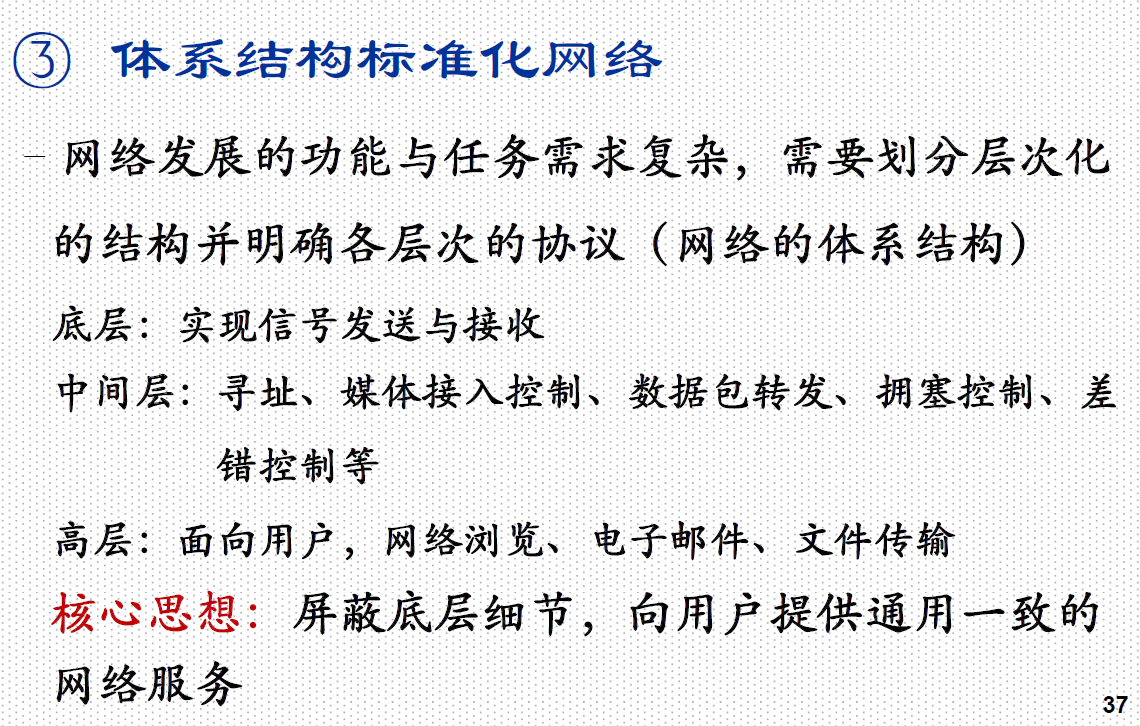 ③ 体系结构标准化网络
– 网络发展的功能与任务需求复杂，需要划分层次化
的结构并明确各层次的协议（网络的体系结构）
底层：实现信号发送与接收
中间层：寻址、媒体接入控制、数据包转发、拥塞控制、差
错控制等
高层：面向用户，网络浏览、电子邮件、文件传输
核心思想：屏蔽底层细节，向用户提供通用一致的
网络服务
37